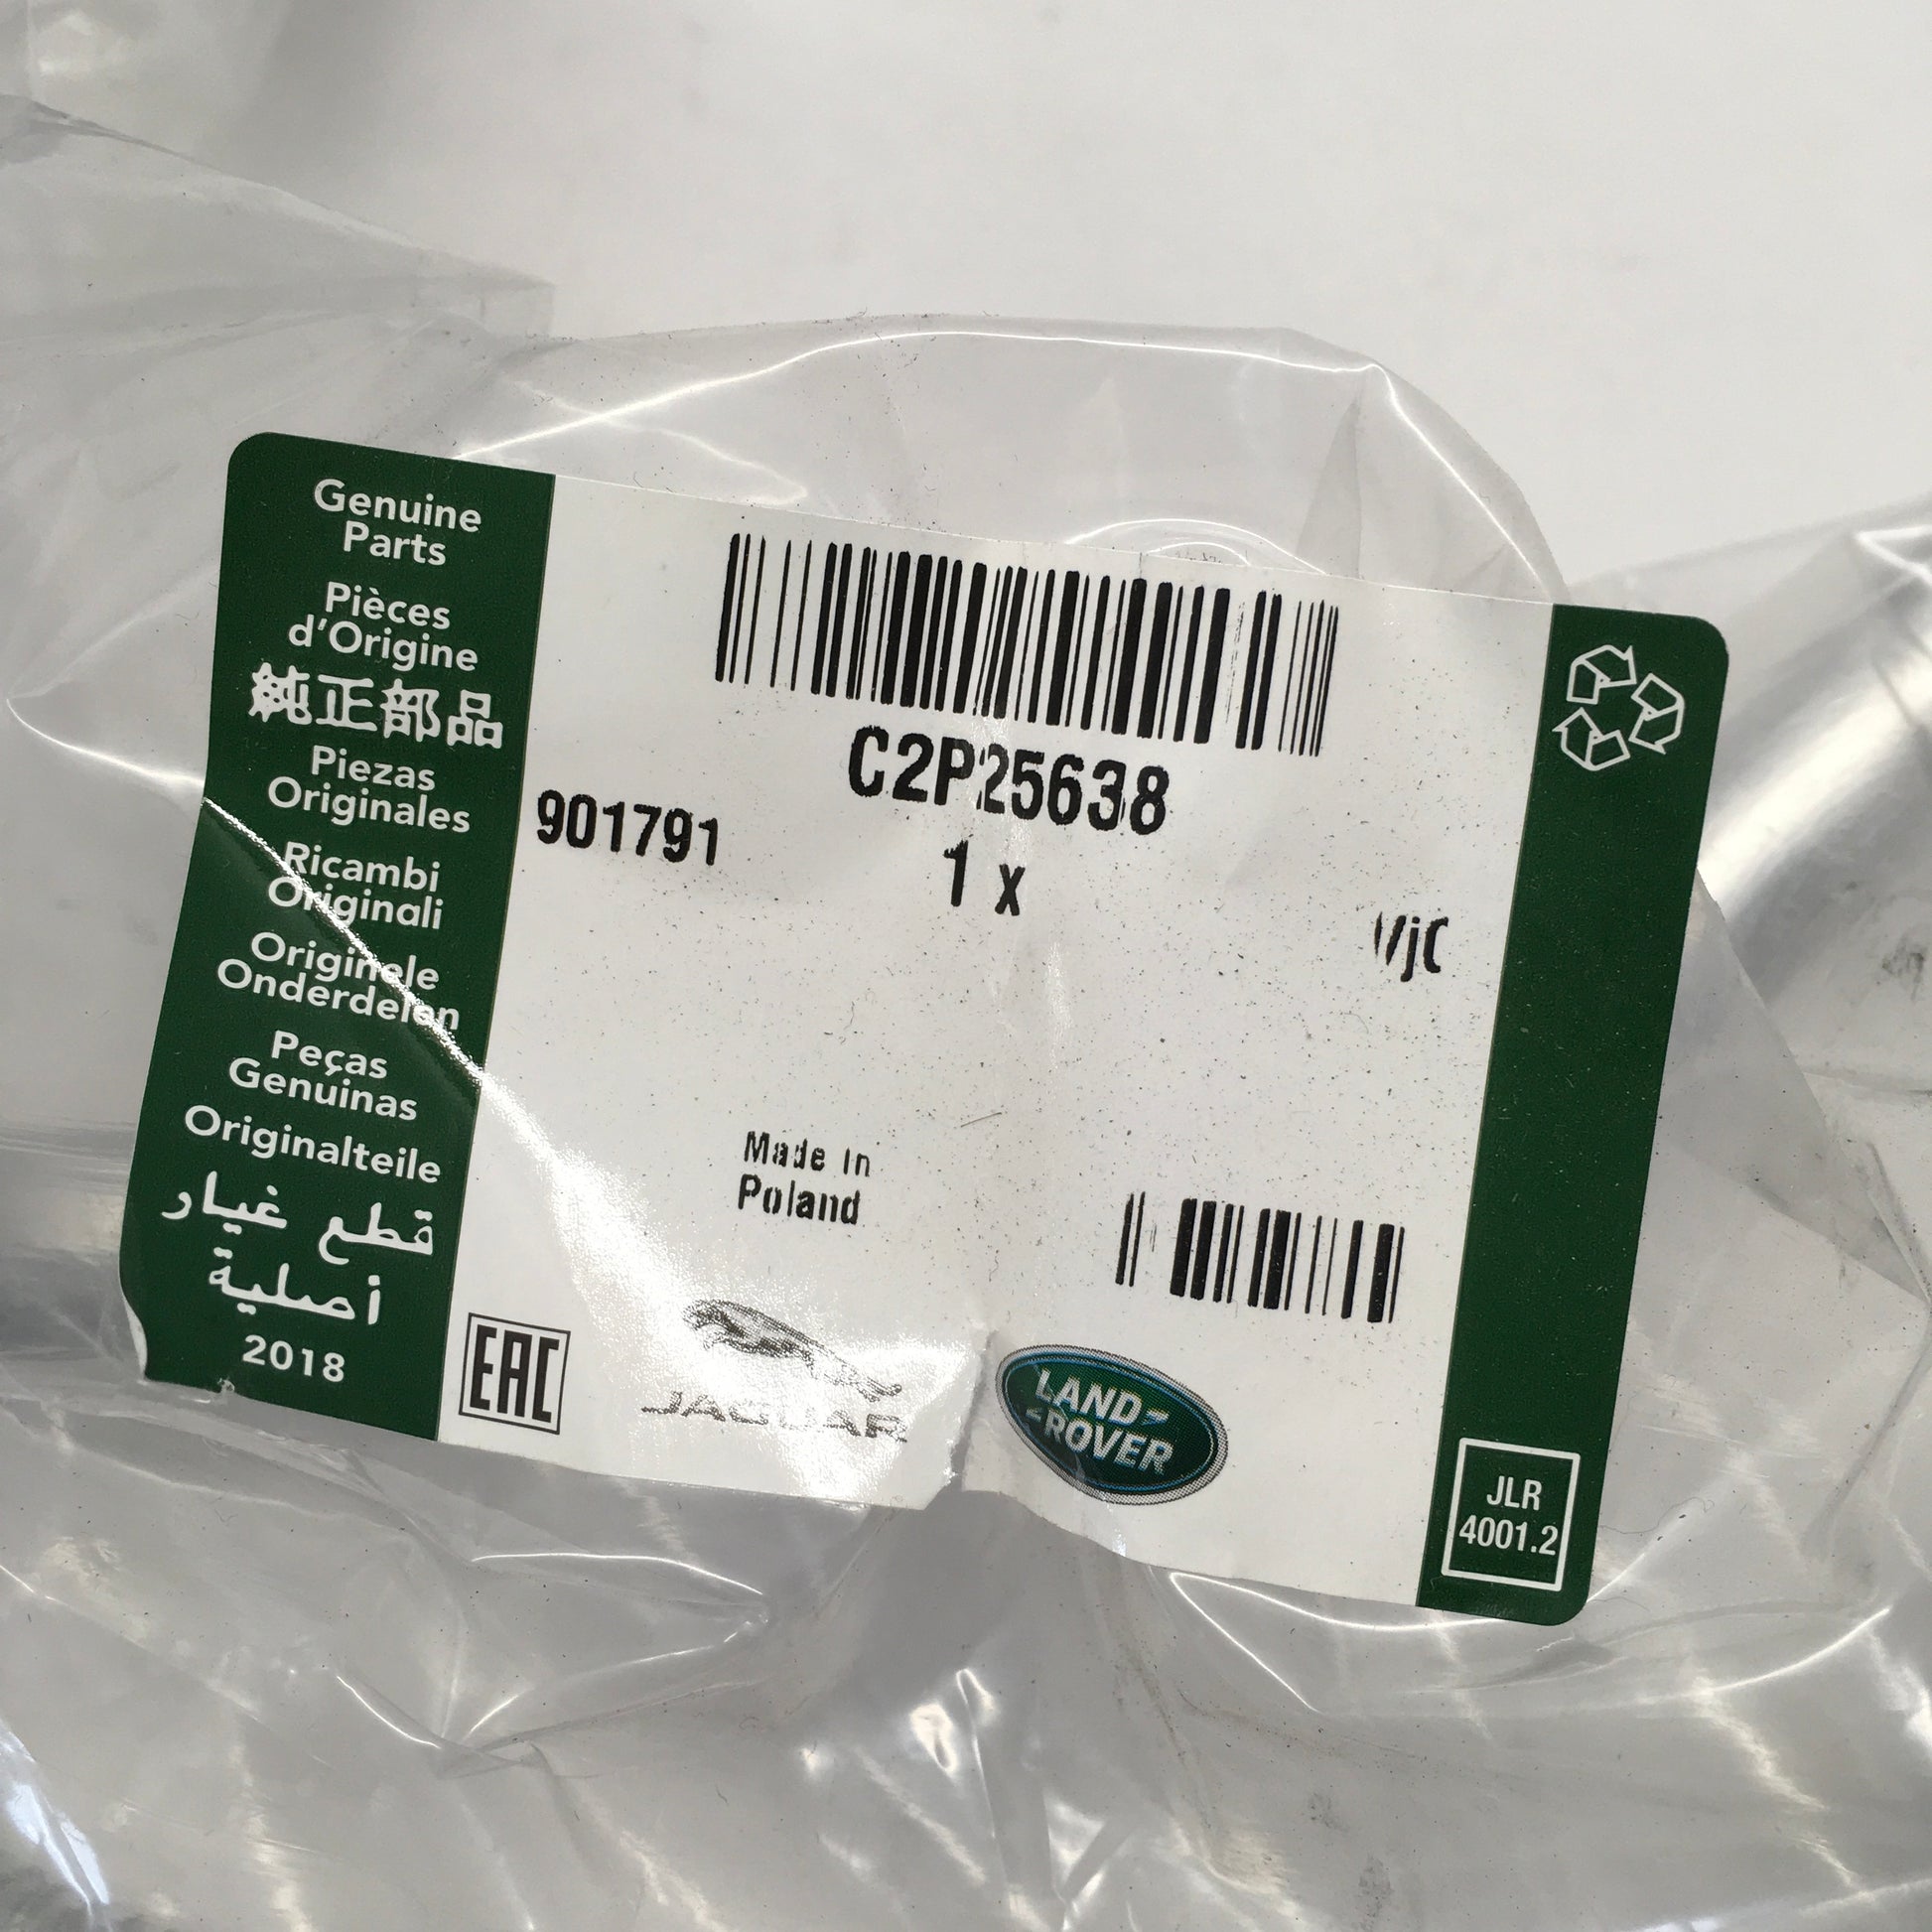 Genuine
Parts
Pièces
d'Origine
純正部品
Piezas
Originales
Ricambi
Originali
Originele
Onderdelen
Peças
Genuinas
Originalteile
قطع غيار
أصلية
2018
C2P25638
901791
1 x
Made in
Poland
EAC
JAGUAR
LAND
ROVER
JLR
4001.2